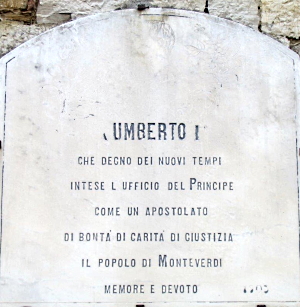 UMBERTO I
CHE DEGNO DEI NUOVI TEMPI
INTESE L UFFICIO DEL PRINCIPE
COME UN APOSTOLATO
DI BONTÀ DI CARITÀ DI GIUSTIZIA
IL POPOLO DI MONTEVERDI
MEMORE E DEVOTO